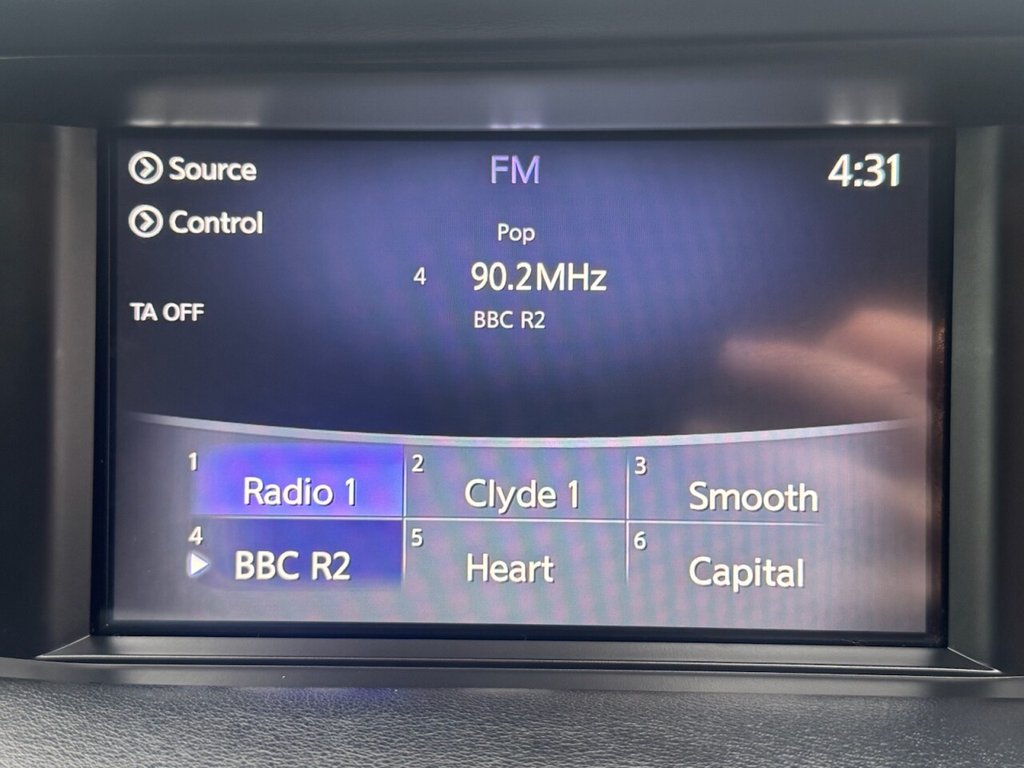 Source
FM
4:31
Control
Pop
4 90.2MHz
TA OFF
BBC R2
1 Radio 1
2 Clyde 1
3 Smooth
4 BBC R2
5 Heart
6 Capital